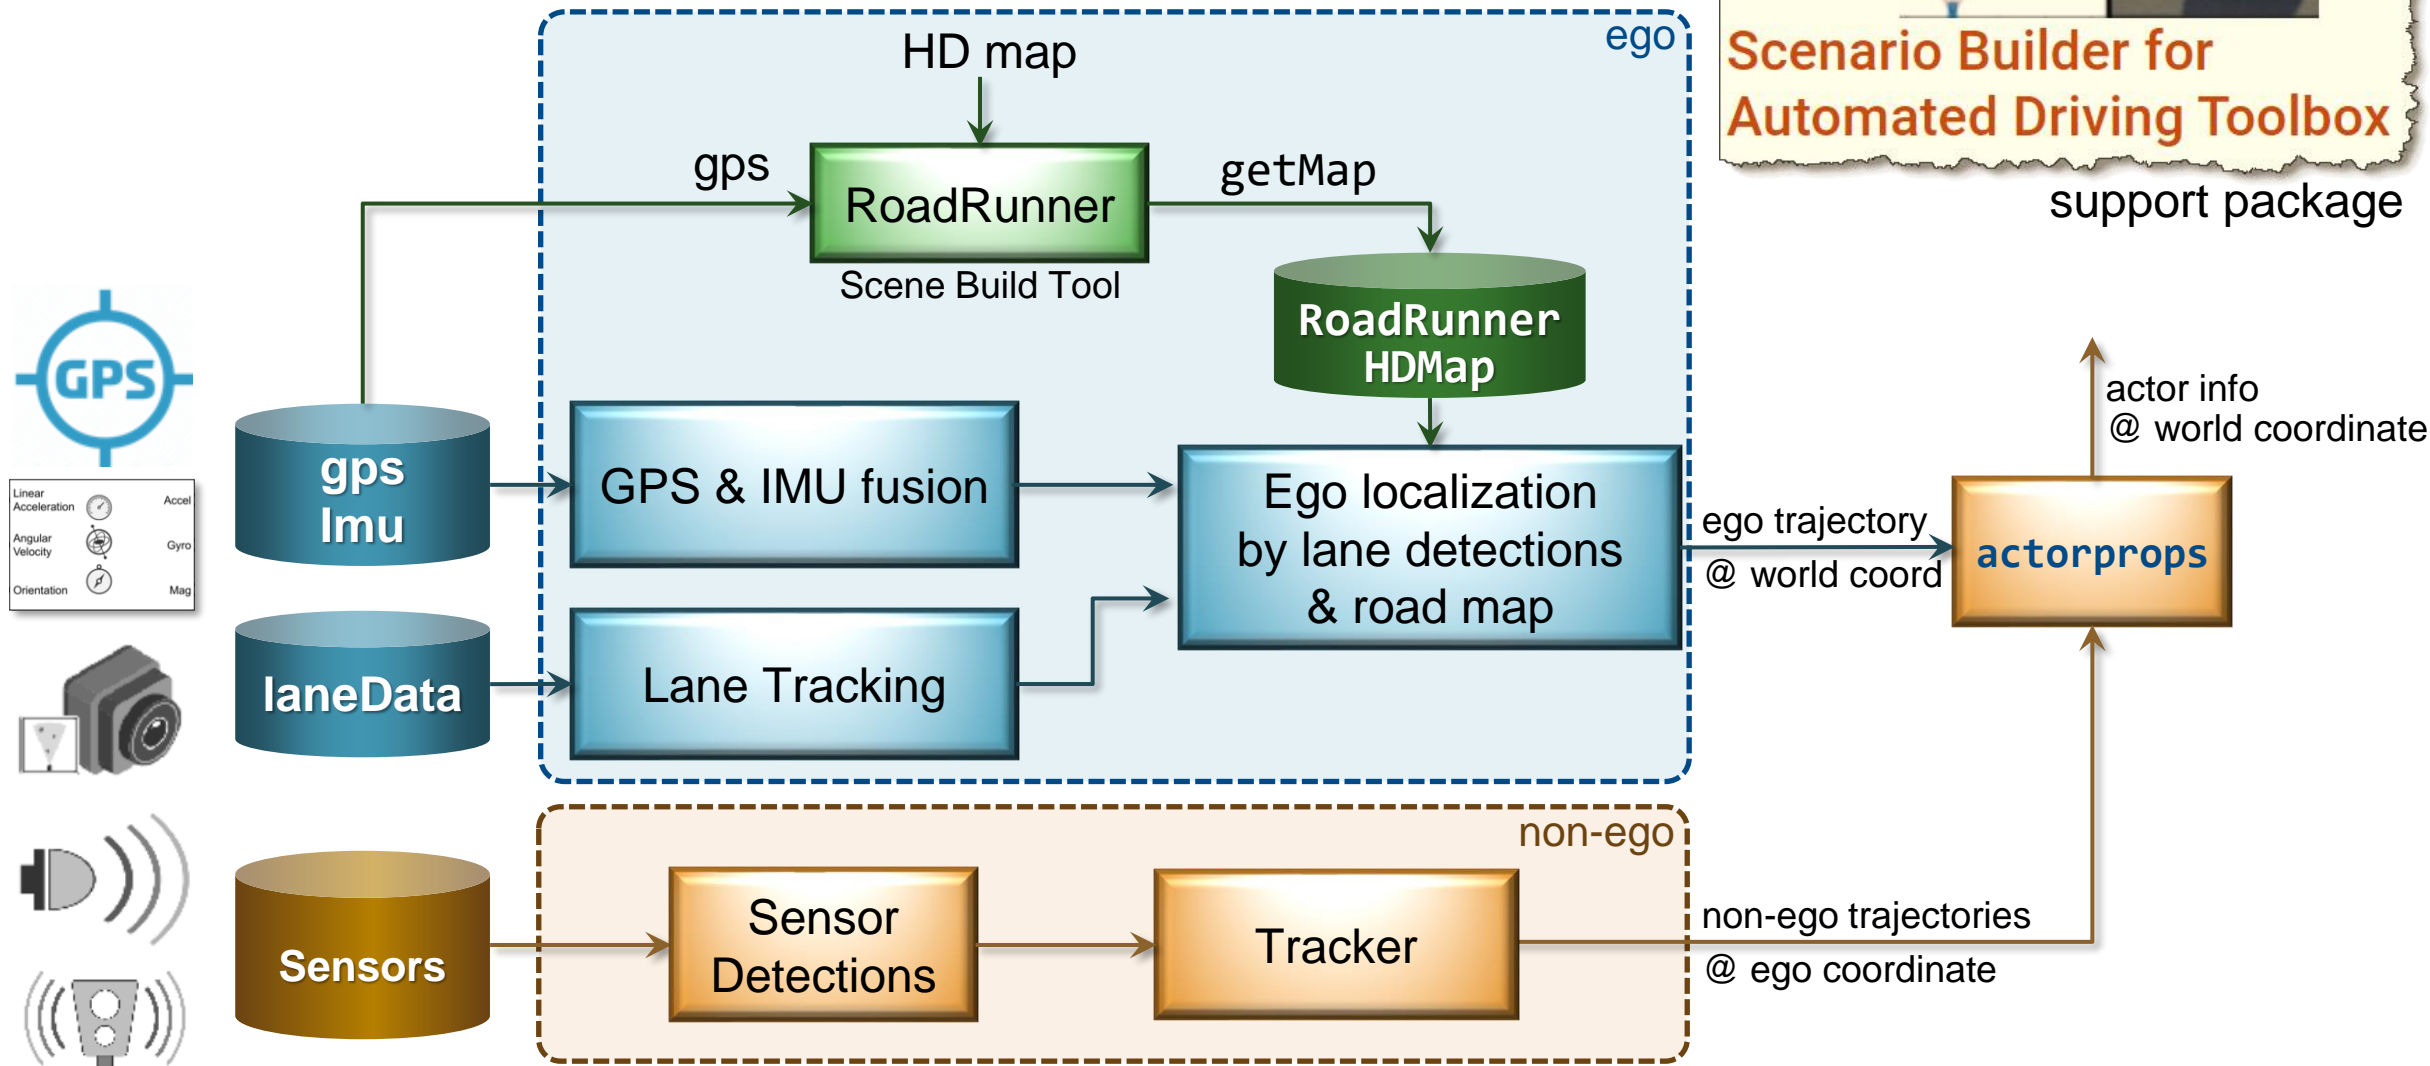 ego
HD map
Scenario Builder for
Automated Driving Toolbox
support package
gps
getMap
RoadRunner
Scene Build Tool
RoadRunner
HDMap
GPS
actor info
@ world coordinate
gps
Imu
GPS & IMU fusion
Ego localization
by lane detections
& road map
Linear
Acceleration
Accel
Angular
Velocity
Gyro
Orientation
Mag
ego trajectory
@ world coord
actorprops
laneData
Lane Tracking
non-ego
Sensors
Sensor
Detections
Tracker
non-ego trajectories
@ ego coordinate